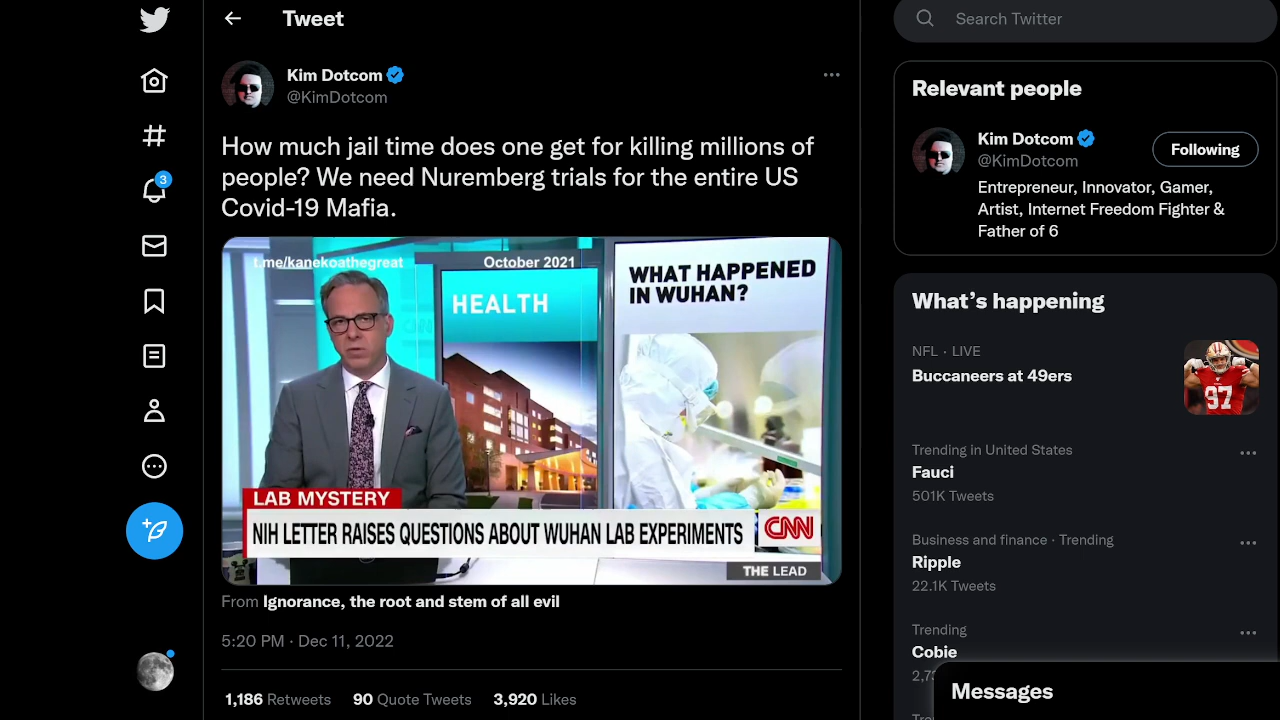 Tweet
Kim Dotcom
@KimDotcom
How much jail time does one get for killing millions of
people? We need Nuremberg trials for the entire US
Covid-19 Mafia.
t.me/kanekoathegreat
October 2021
HEALTH
WHAT HAPPENED
IN WUHAN?
LAB MYSTERY
NIH LETTER RAISES QUESTIONS ABOUT WUHAN LAB EXPERIMENTS
CNN
THE LEAD
From Ignorance, the root and stem of all evil
5:20 PM · Dec 11, 2022
1,186 Retweets 90 Quote Tweets 3,920 Likes
3
Search Twitter
Relevant people
Kim Dotcom
@KimDotcom
Following
Entrepreneur, Innovator, Gamer,
Artist, Internet Freedom Fighter &
Father of 6
What's happening
NFL · LIVE
Buccaneers at 49ers
97
Trending in United States
Fauci
501K Tweets
Business and finance · Trending
Ripple
22.1K Tweets
Trending
Cobie
Messages